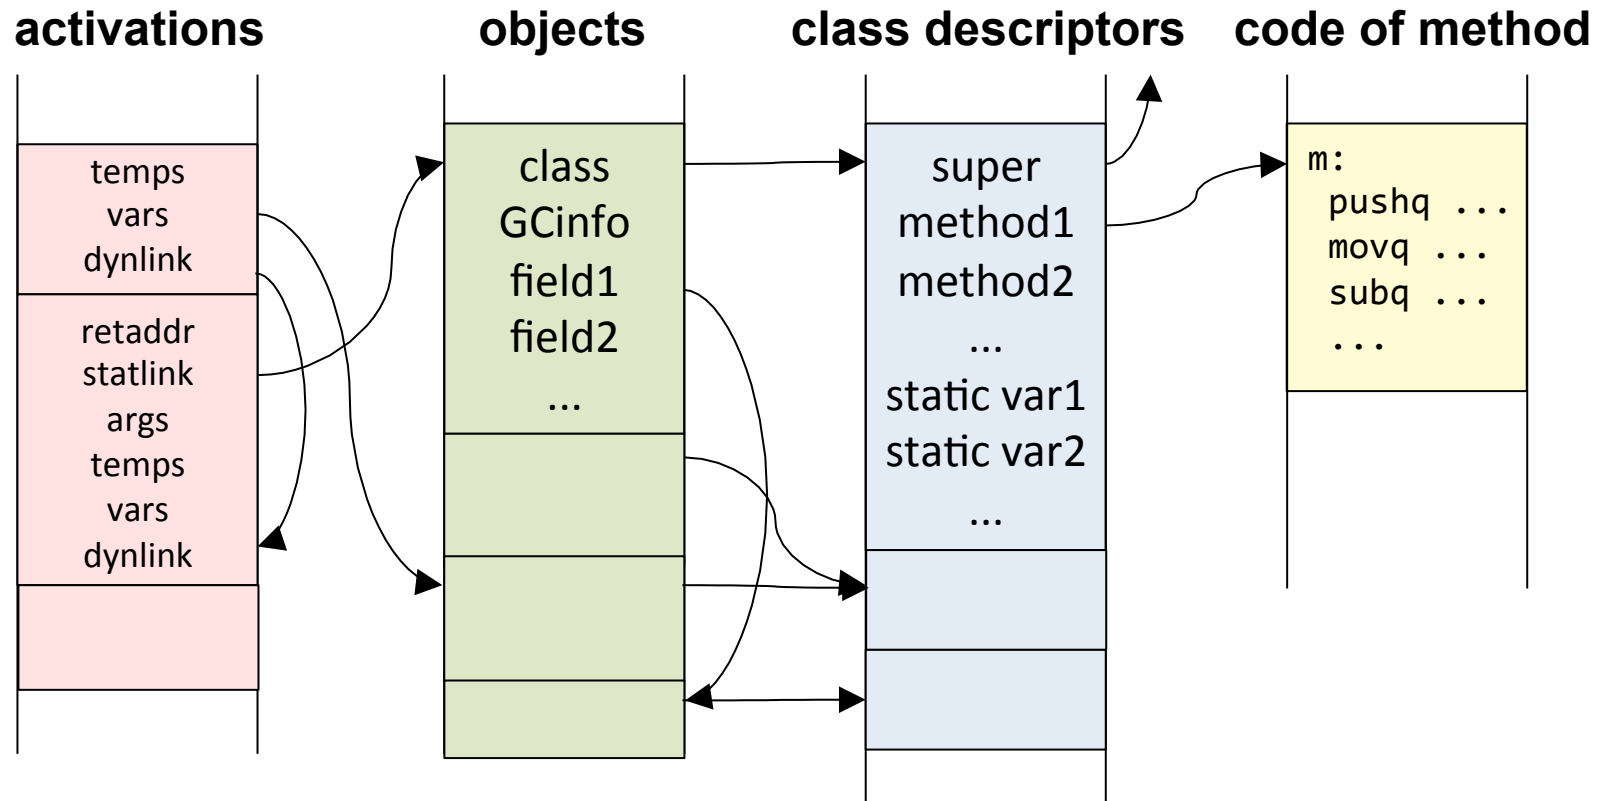 activations
objects
class descriptors
code of method
temps
vars
dynlink
retaddr
statlink
args
temps
vars
dynlink
class
GCinfo
field1
field2
...
super
method1
method2
...
static var1
static var2
...
m:
pushq ...
movq ...
subq ...
...